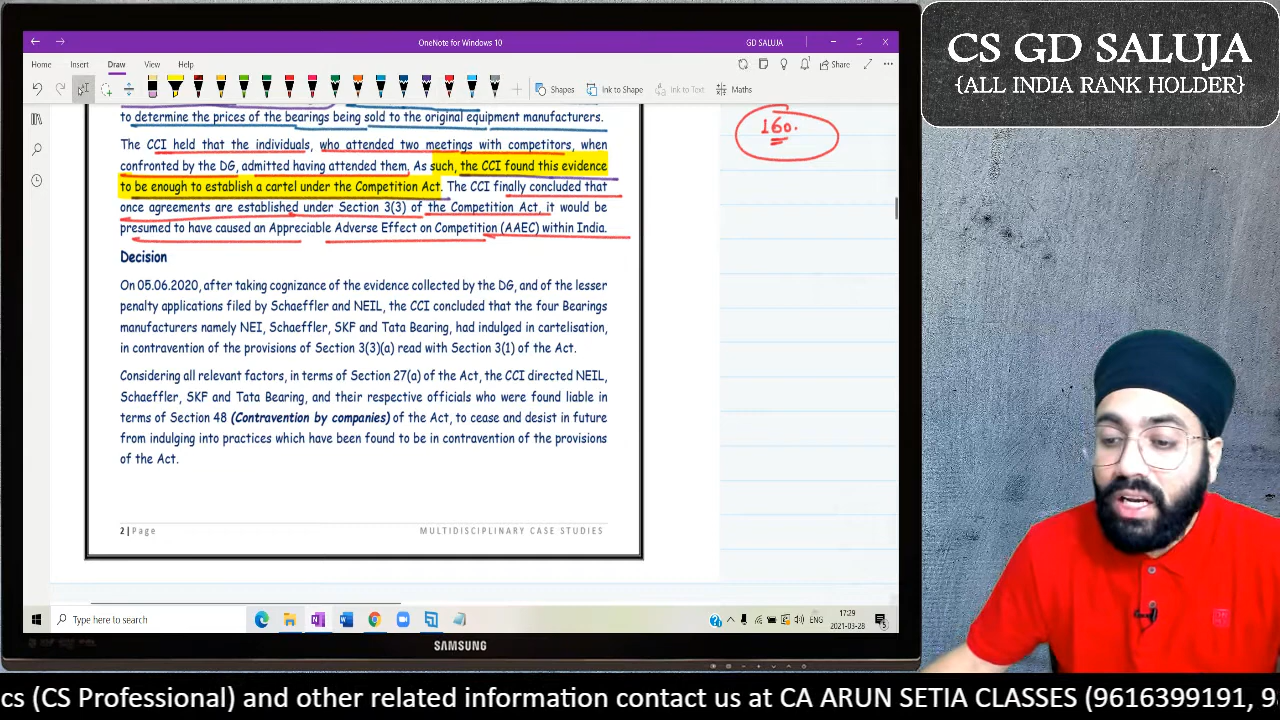 CS GD SALUJA
{ALL INDIA RANK HOLDER}
OneNote for Windows 10
GD SALUJA
Home Insert Draw View Help
Share
Shapes Ink to Shape Ink to Text Maths
to determine the prices of the bearings being sold to the original equipment manufacturers.
The CCI held that the individuals, who attended two meetings with competitors, when
confronted by the DG, admitted having attended them. As such, the CCI found this evidence
to be enough to establish a cartel under the Competition Act. The CCI finally concluded that
once agreements are established under Section 3(3) of the Competition Act, it would be
presumed to have caused an Appreciable Adverse Effect on Competition (AAEC) within India.
160.
Decision
On 05.06.2020, after taking cognizance of the evidence collected by the DG, and of the lesser
penalty applications filed by Schaeffler and NEIL, the CCI concluded that the four Bearings
manufacturers namely NEI, Schaeffler, SKF and Tata Bearing, had indulged in cartelisation,
in contravention of the provisions of Section 3(3)(a) read with Section 3(1) of the Act.
Considering all relevant factors, in terms of Section 27(a) of the Act, the CCI directed NEIL,
Schaeffler, SKF and Tata Bearing, and their respective officials who were found liable in
terms of Section 48 (Contravention by companies) of the Act, to cease and desist in future
from indulging into practices which have been found to be in contravention of the provisions
of the Act.
2 | Page
MULTIDISCIPLINARY CASE STUDIES
Type here to search
ENG
17:29
2021-03-28
SAMSUNG
cs (CS Professional) and other related information contact us at CA ARUN SETIA CLASSES (9616399191, 9